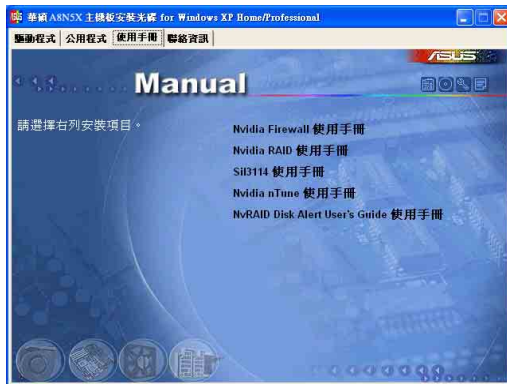 華碩 A8N5X 主機板安裝光碟 for Windows XP Home/Professional
驅動程式 公用程式 使用手冊 聯絡資訊
ASUS
Manual
請選擇右列安裝項目。
Nvidia Firewall 使用手冊
Nvidia RAID 使用手冊
Sil3114 使用手冊
Nvidia nTune 使用手冊
NvRAID Disk Alert User's Guide 使用手冊